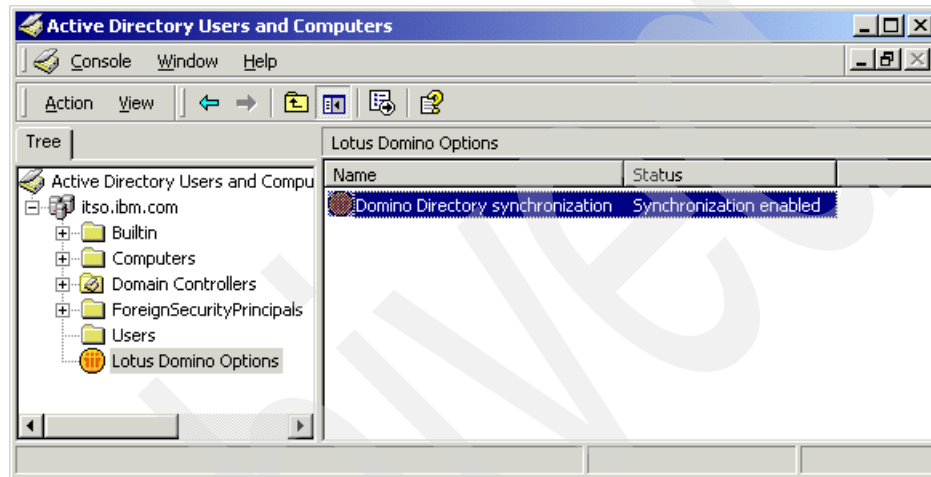 Active Directory Users and Computers
Console Window Help
Action View
Tree
Lotus Domino Options
Active Directory Users and Compu
Name Status
itso.ibm.com
Domino Directory synchronization Synchronization enabled
Builtin
Computers
Domain Controllers
ForeignSecurityPrincipals
Users
Lotus Domino Options